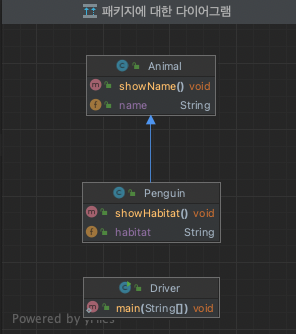 패키지에 대한 다이어그램
Animal
showName() void
name String
Penguin
showHabitat() void
habitat String
Driver
main(String[]) void
Powered by yFiles